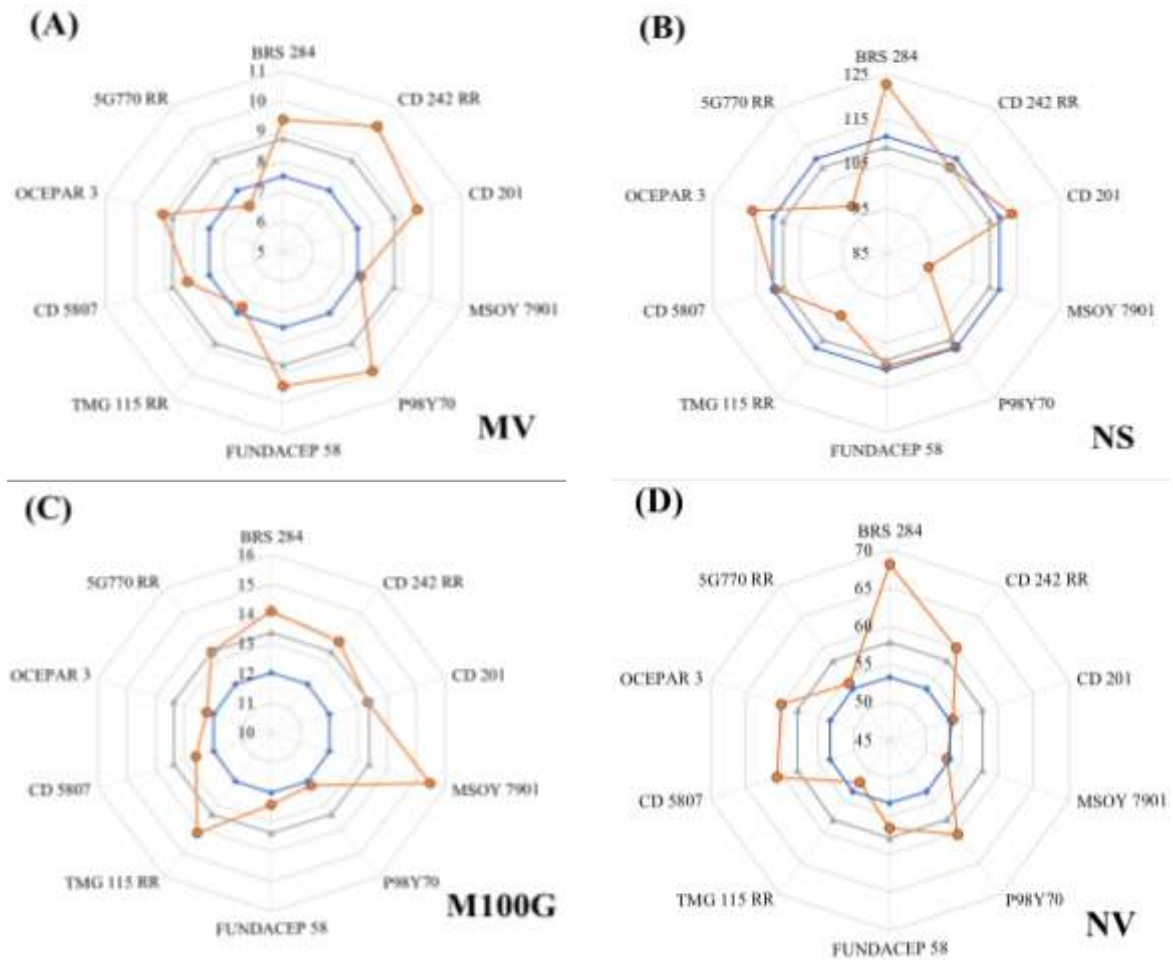 (A)
BRS 284
11
10
9
8
7
6
5
CD 242 RR
CD 201
MSOY 7901
P98Y70
FUNDACEP 58
TMG 115 RR
CD 5807
OCEPAR 3
5G770 RR
MV
(B)
BRS 284
125
115
105
95
85
CD 242 RR
CD 201
MSOY 7901
P98Y70
FUNDACEP 58
TMG 115 RR
CD 5807
OCEPAR 3
5G770 RR
NS
(C)
BRS 284
16
15
14
13
12
11
10
CD 242 RR
CD 201
MSOY 7901
P98Y70
FUNDACEP 58
TMG 115 RR
CD 5807
OCEPAR 3
5G770 RR
M100G
(D)
BRS 284
70
65
60
55
50
45
CD 242 RR
CD 201
MSOY 7901
P98Y70
FUNDACEP 58
TMG 115 RR
CD 5807
OCEPAR 3
5G770 RR
NV